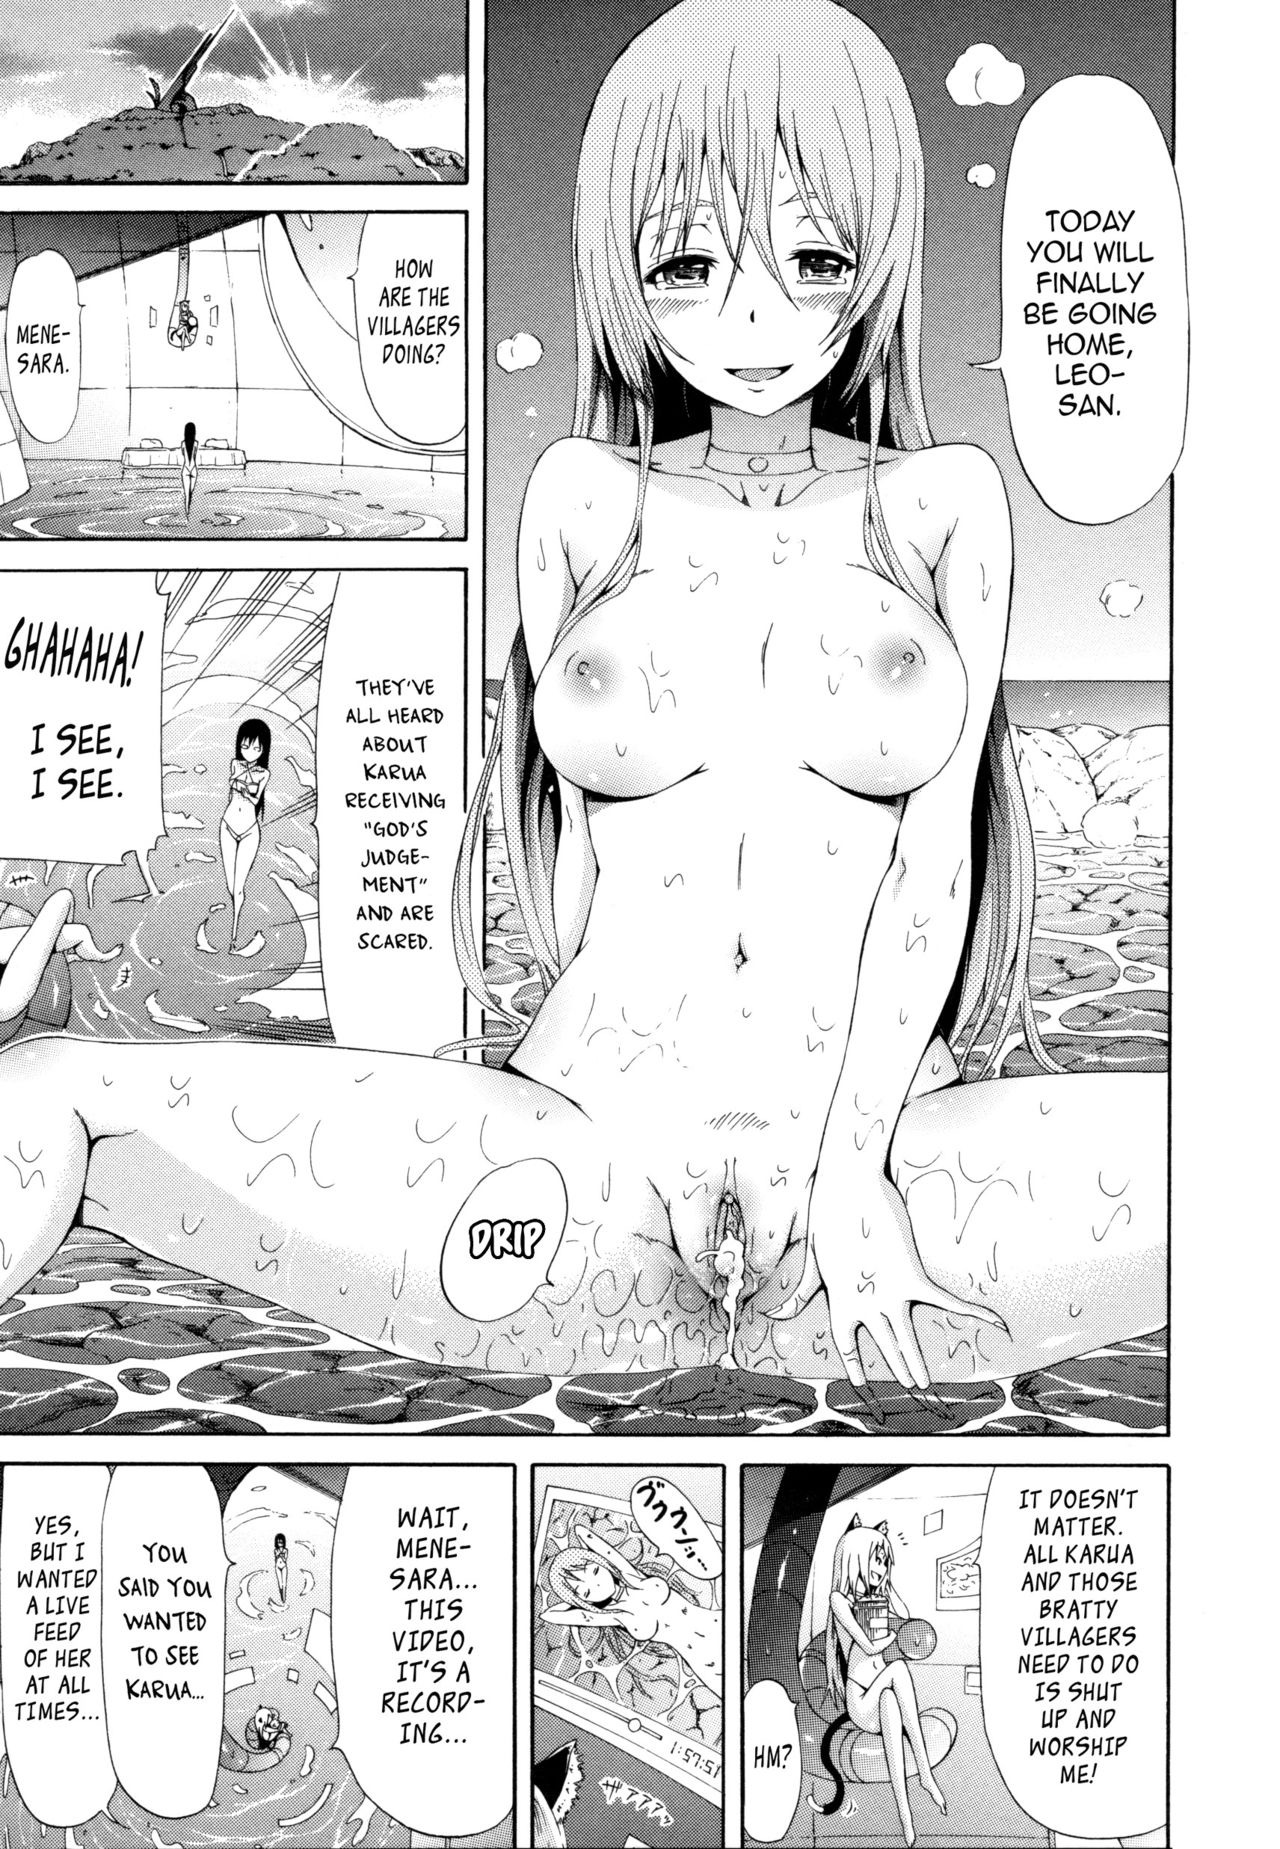 TODAY
YOU WILL
FINALLY
BE GOING
HOME,
LEO-
SAN.
DRIP
HOW
ARE THE
VILLAGERS
DOING?
MENE-
SARA.
THEY'VE
ALL HEARD
ABOUT
KARUA
RECEIVING
"GOD'S
JUDGE-
MENT"
AND ARE
SCARED.
GHAHAHA!
I SEE,
I SEE.
IT DOESN'T
MATTER.
ALL KARUA
AND THOSE
BRATTY
VILLAGERS
NEED TO DO
IS SHUT
UP AND
WORSHIP
ME!
HM?
1:57:51
WAIT,
MENE-
SARA...
THIS
VIDEO,
IT'S A
RECORD-
ING...
YOU
SAID YOU
WANTED
TO SEE
KARUA...
YES,
BUT I
WANTED
A LIVE
FEED
OF HER
AT ALL
TIMES...